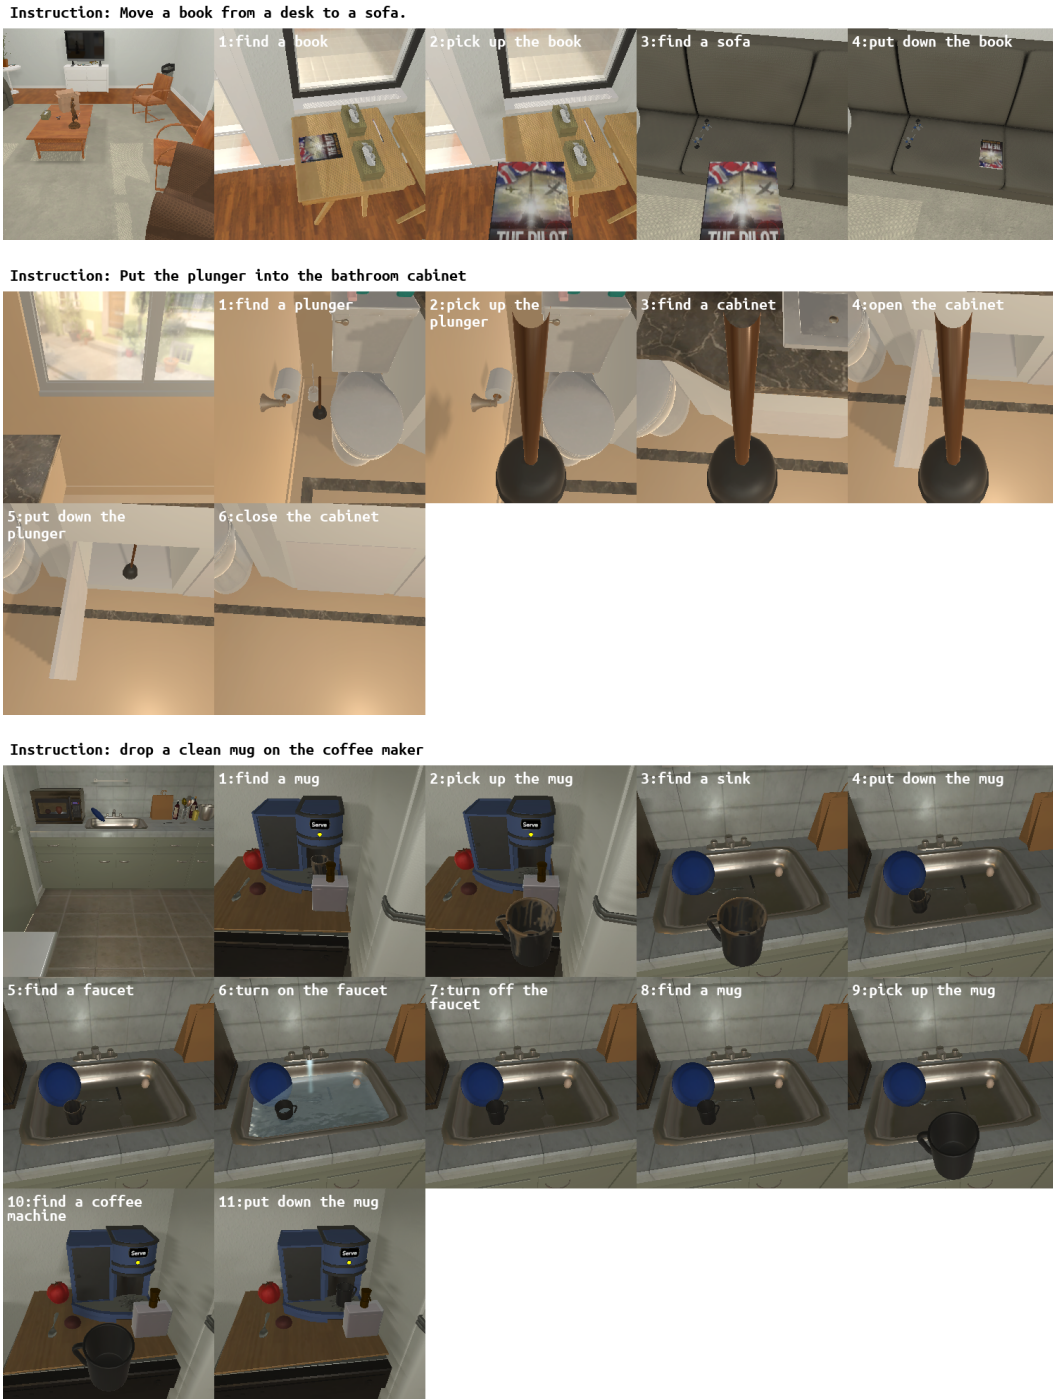 Instruction: Move a book from a desk to a sofa.
1:find a book
2:pick up the book
3:find a sofa
4:put down the book
THE PILOT
THE PILOT
Instruction: Put the plunger into the bathroom cabinet
1:find a plunger
2:pick up the
plunger
3:find a cabinet
4:open the cabinet
5:put down the
plunger
6:close the cabinet
Instruction: drop a clean mug on the coffee maker
1:find a mug
2:pick up the mug
3:find a sink
4:put down the mug
Serve
Serve
5:find a faucet
6:turn on the faucet
7:turn off the
faucet
8:find a mug
9:pick up the mug
10:find a coffee
machine
11:put down the mug
Serve
Serve